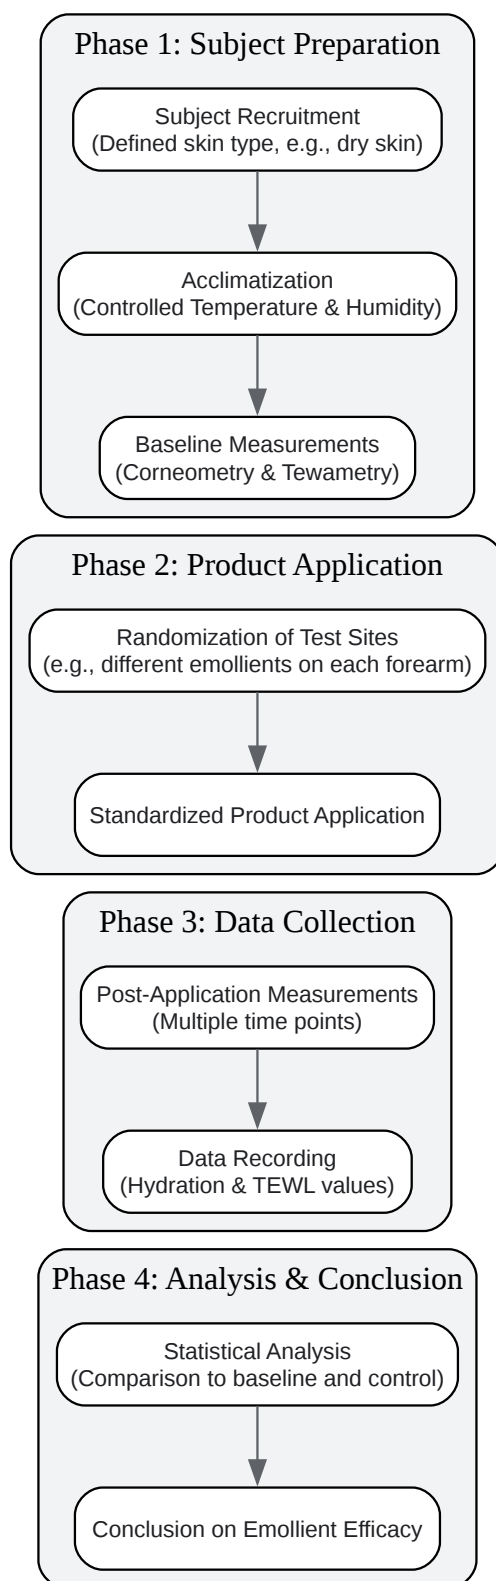 Phase 1: Subject Preparation
Subject Recruitment
(Defined skin type, e.g., dry skin)
Acclimatization
(Controlled Temperature & Humidity)
Baseline Measurements
(Corneometry & Tewametry)
Phase 2: Product Application
Randomization of Test Sites
(e.g., different emollients on each forearm)
Standardized Product Application
Phase 3: Data Collection
Post-Application Measurements
(Multiple time points)
Data Recording
(Hydration & TEWL values)
Phase 4: Analysis & Conclusion
Statistical Analysis
(Comparison to baseline and control)
Conclusion on Emollient Efficacy